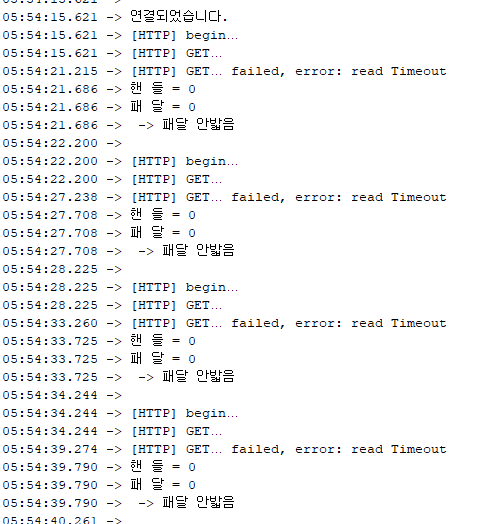 05:54:15.621 -> 연결되었습니다.
05:54:15.621 -> [HTTP] begin...
05:54:15.621 -> [HTTP] GET...
05:54:21.215 -> [HTTP] GET... failed, error: read Timeout
05:54:21.686 -> 핸 들 = 0
05:54:21.686 -> 패 달 = 0
05:54:21.686 ->  -> 패달 안밟음
05:54:22.200 ->
05:54:22.200 -> [HTTP] begin...
05:54:22.200 -> [HTTP] GET...
05:54:27.238 -> [HTTP] GET... failed, error: read Timeout
05:54:27.708 -> 핸 들 = 0
05:54:27.708 -> 패 달 = 0
05:54:27.708 ->  -> 패달 안밟음
05:54:28.225 ->
05:54:28.225 -> [HTTP] begin...
05:54:28.225 -> [HTTP] GET...
05:54:33.260 -> [HTTP] GET... failed, error: read Timeout
05:54:33.725 -> 핸 들 = 0
05:54:33.725 -> 패 달 = 0
05:54:33.725 ->  -> 패달 안밟음
05:54:34.244 ->
05:54:34.244 -> [HTTP] begin...
05:54:34.244 -> [HTTP] GET...
05:54:39.274 -> [HTTP] GET... failed, error: read Timeout
05:54:39.790 -> 핸 들 = 0
05:54:39.790 -> 패 달 = 0
05:54:39.790 ->  -> 패달 안밟음
05:54:40.261 ->